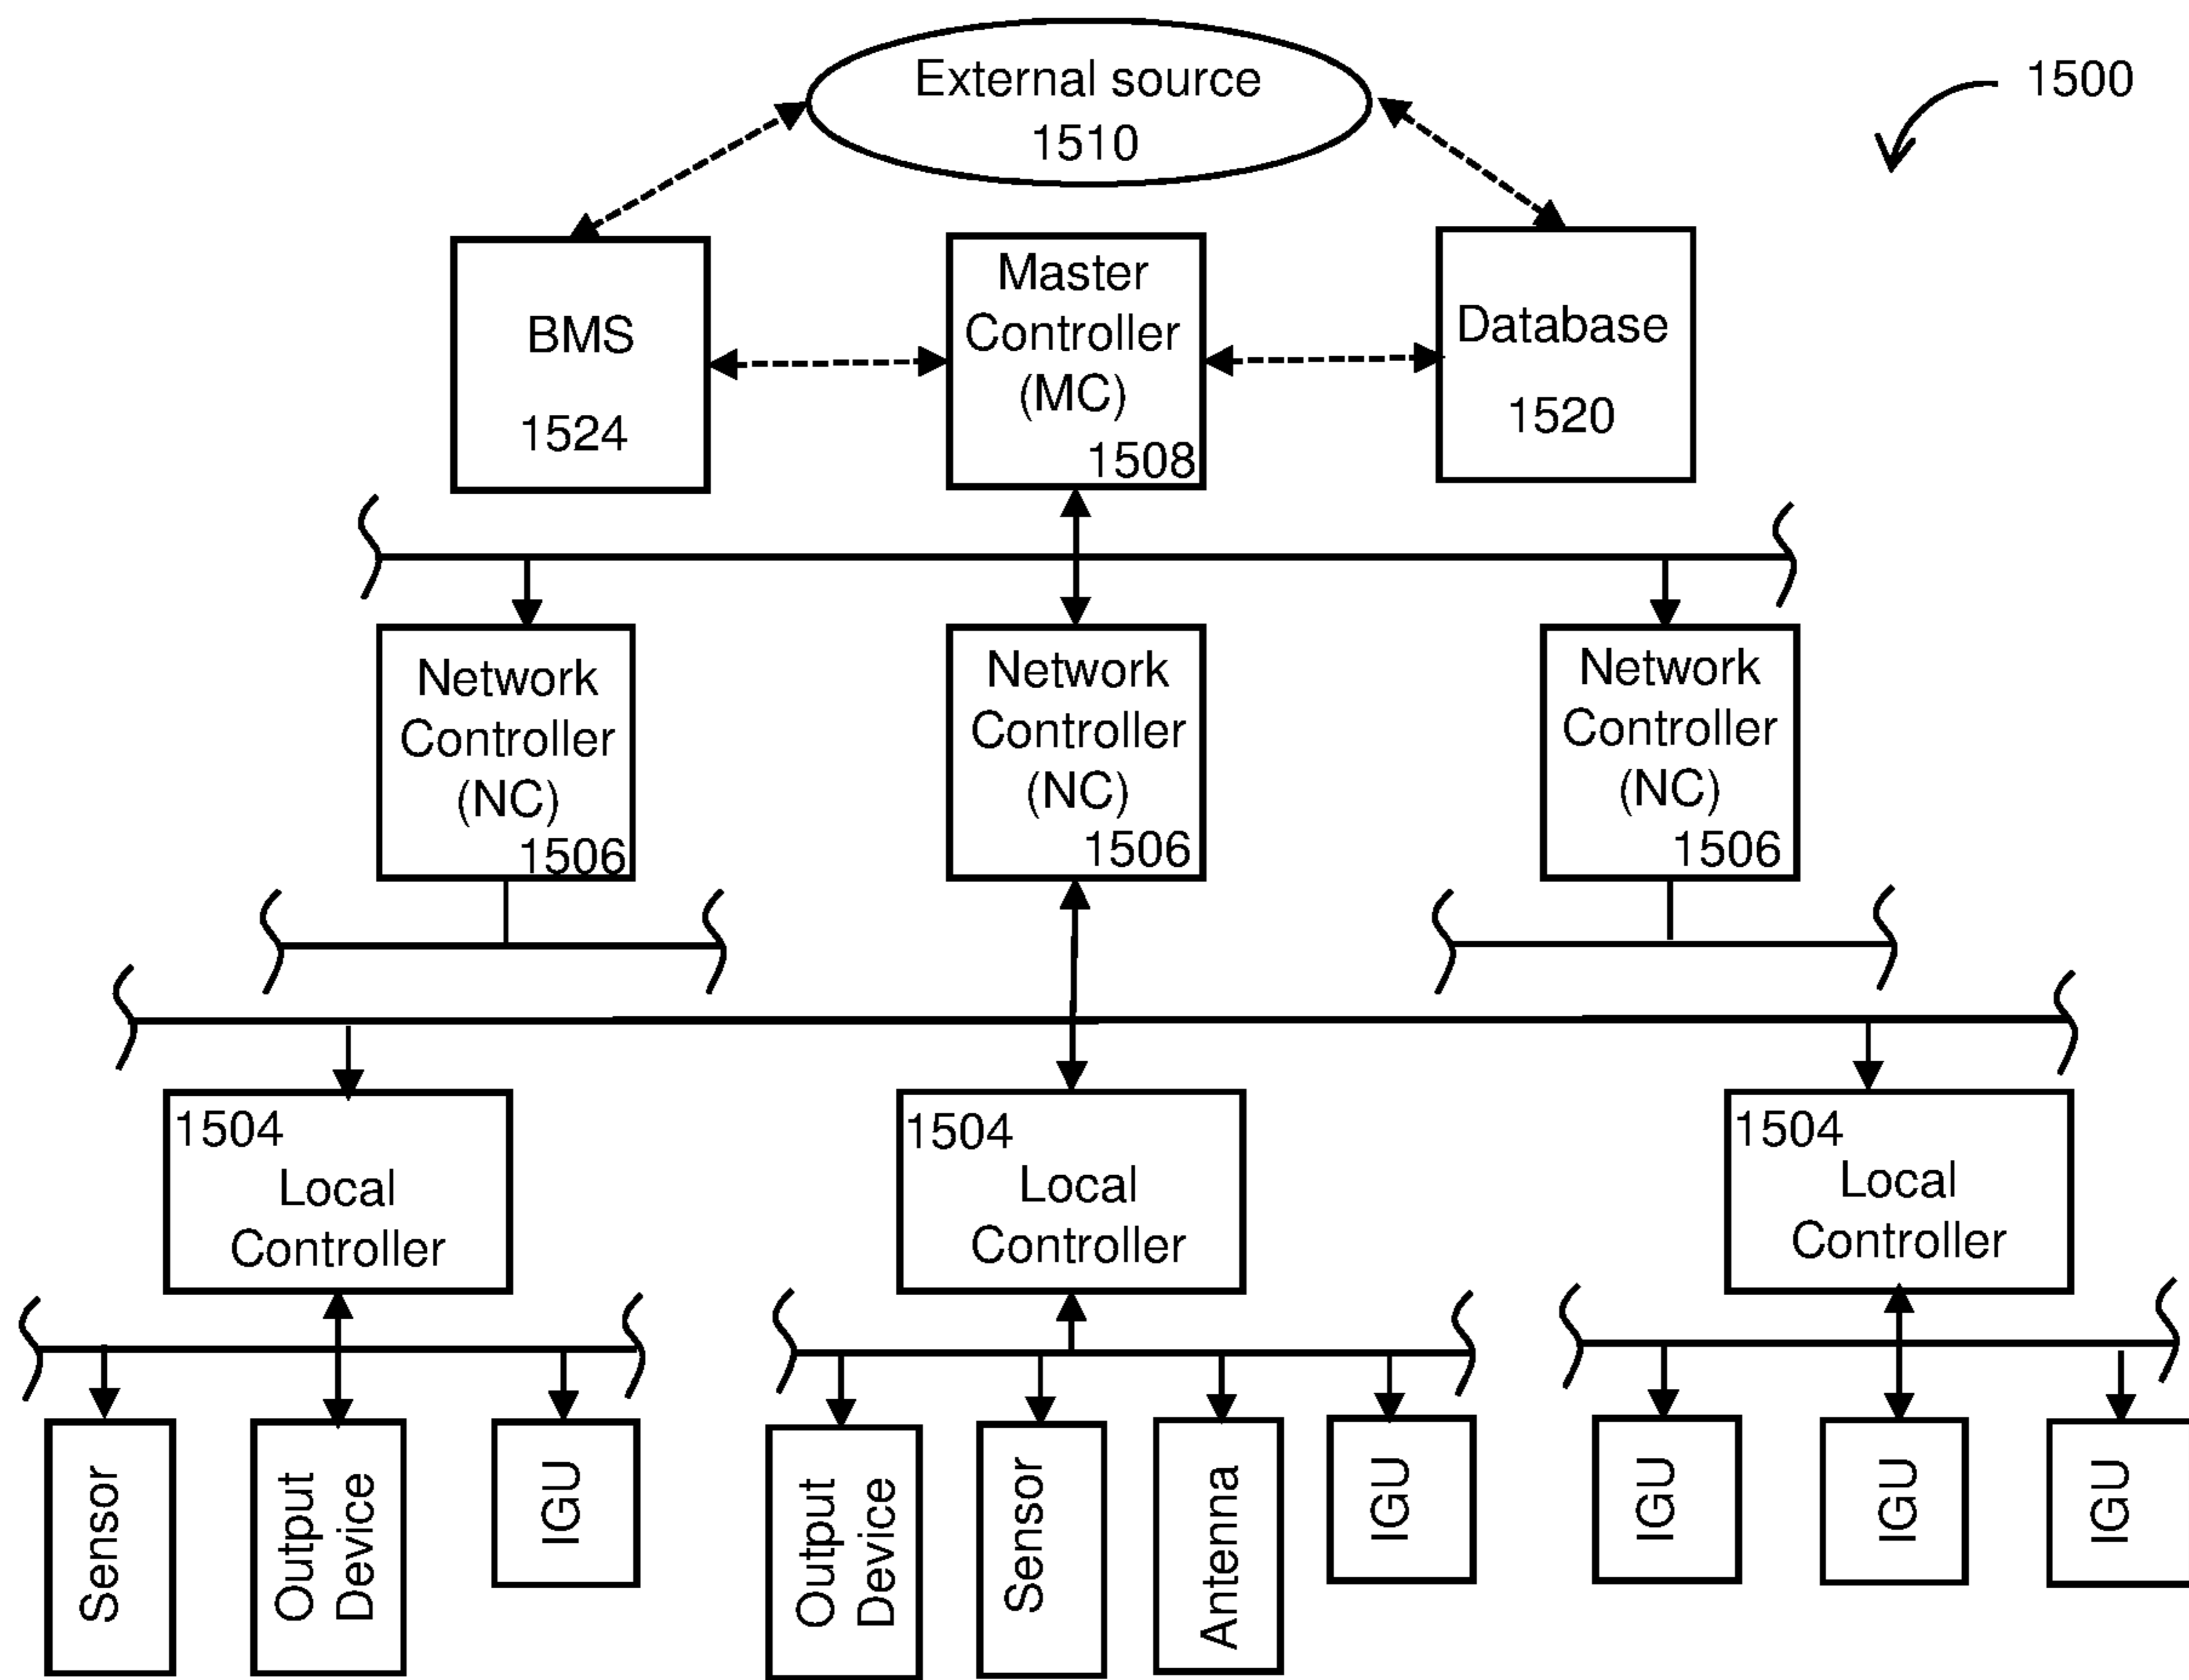 External source
1510
1500
BMS
1524
Master
Controller
(MC)
1508
Database
1520
Network
Controller
(NC)
1506
Network
Controller
(NC)
1506
Network
Controller
(NC)
1506
1504
Local
Controller
1504
Local
Controller
1504
Local
Controller
Sensor
Output
Device
IGU
Output
Device
Sensor
Antenna
IGU
IGU
IGU
IGU